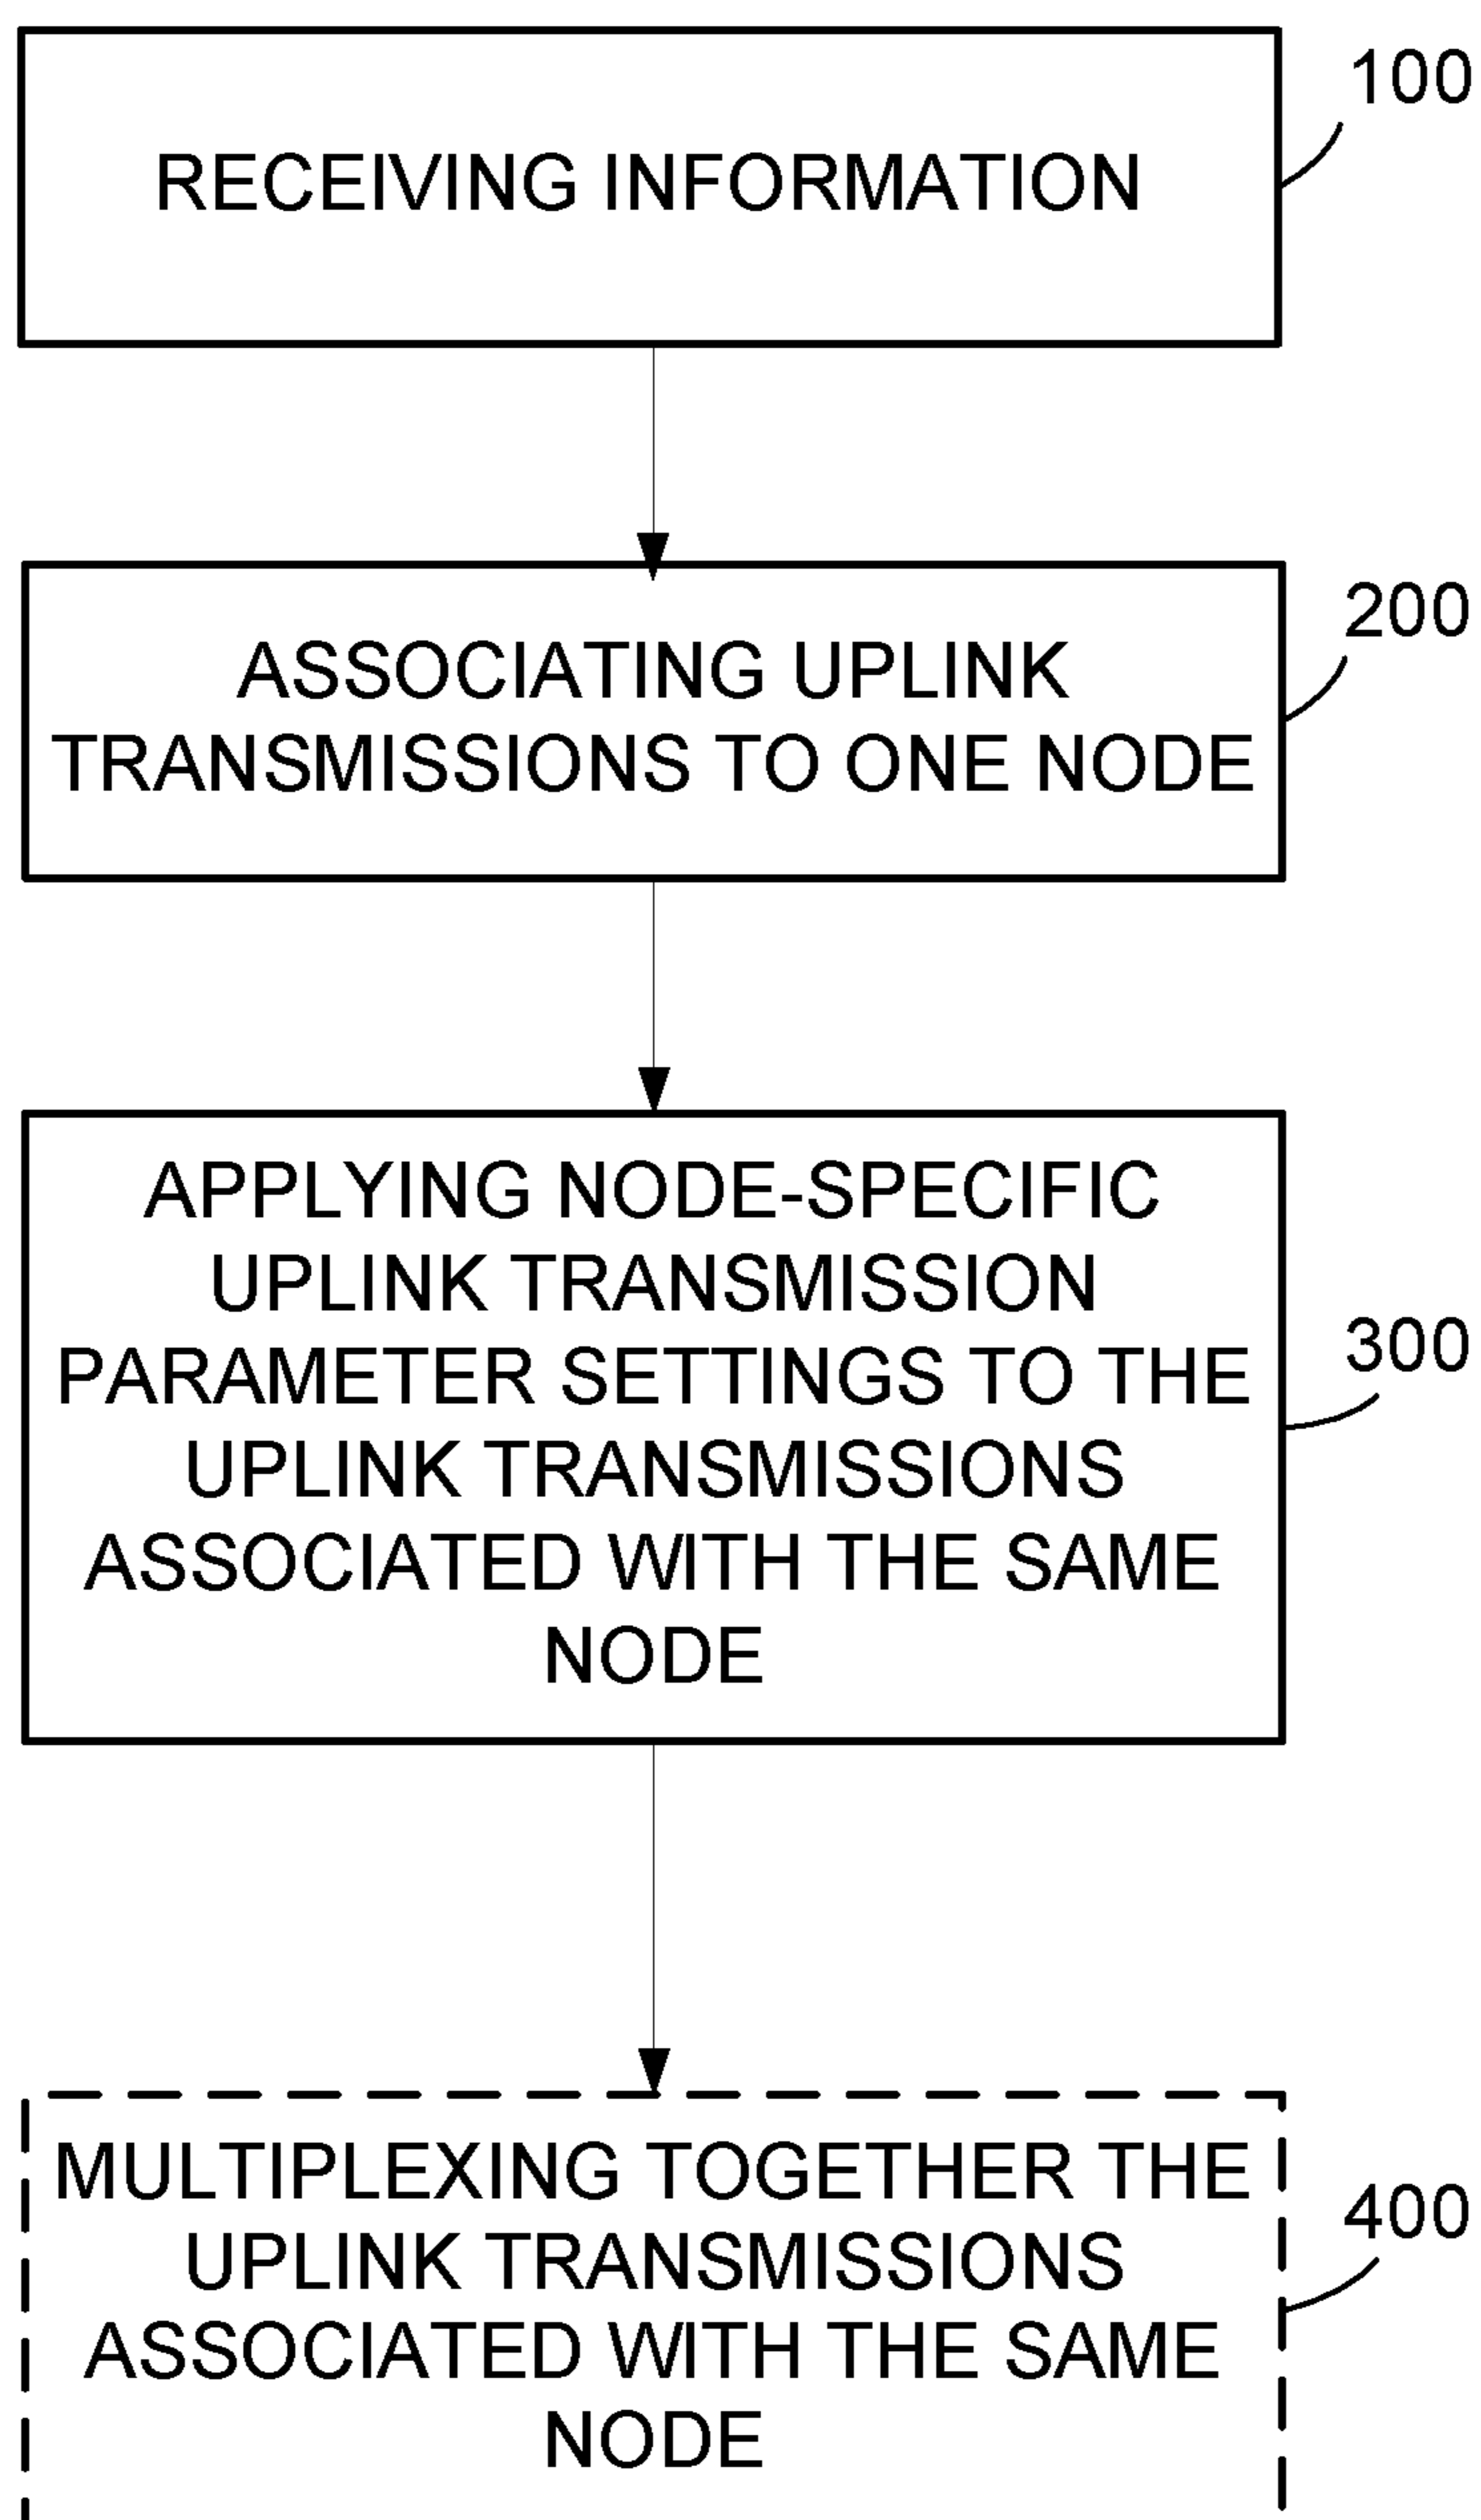 100
RECEIVING INFORMATION
200
ASSOCIATING UPLINK
TRANSMISSIONS TO ONE NODE
APPLYING NODE-SPECIFIC
UPLINK TRANSMISSION
PARAMETER SETTINGS TO THE
300
UPLINK TRANSMISSIONS
ASSOCIATED WITH THE SAME
NODE
MULTIPLEXING TOGETHER THE
400
UPLINK TRANSMISSIONS
ASSOCIATED WITH THE SAME
NODE